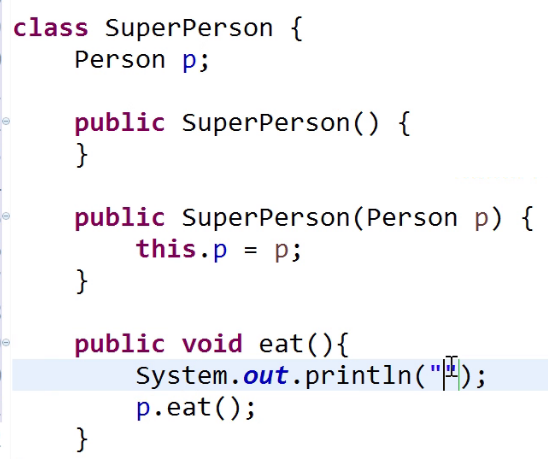 class SuperPerson {
Person p;
public SuperPerson() {
}
public SuperPerson(Person p) {
this.p = p;
}
public void eat(){
System.out.println("");
p.eat();
}